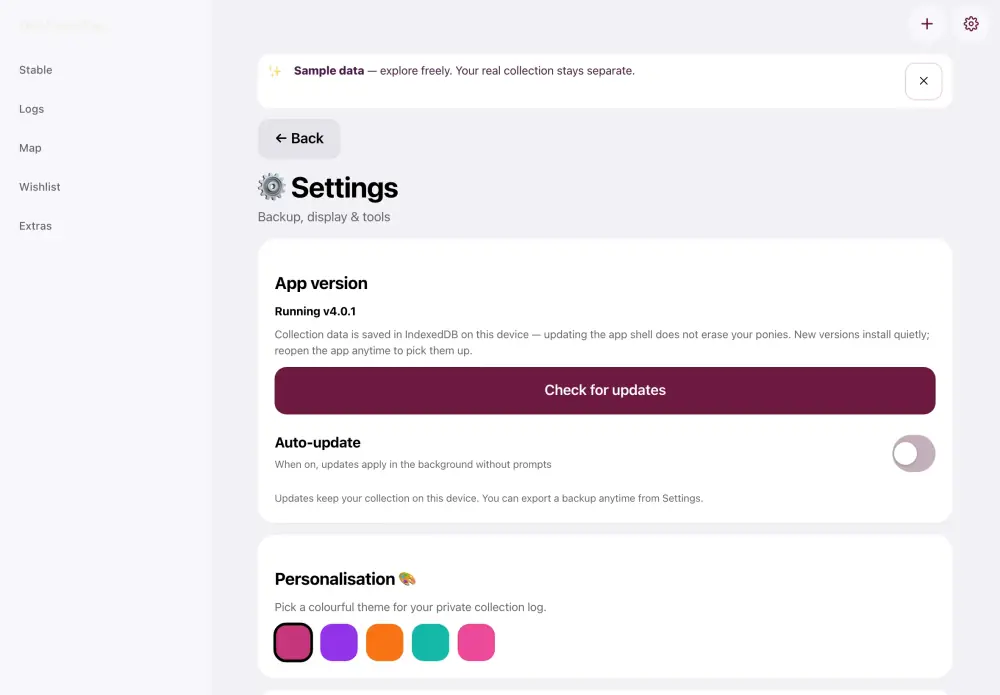 Stable
Logs
Map
Wishlist
Extras
Sample data — explore freely. Your real collection stays separate.
← Back
Settings
Backup, display & tools
App version
Running v4.0.1
Collection data is saved in IndexedDB on this device — updating the app shell does not erase your ponies. New versions install quietly;
reopen the app anytime to pick them up.
Check for updates
Auto-update
When on, updates apply in the background without prompts
Updates keep your collection on this device. You can export a backup anytime from Settings.
Personalisation
Pick a colourful theme for your private collection log.